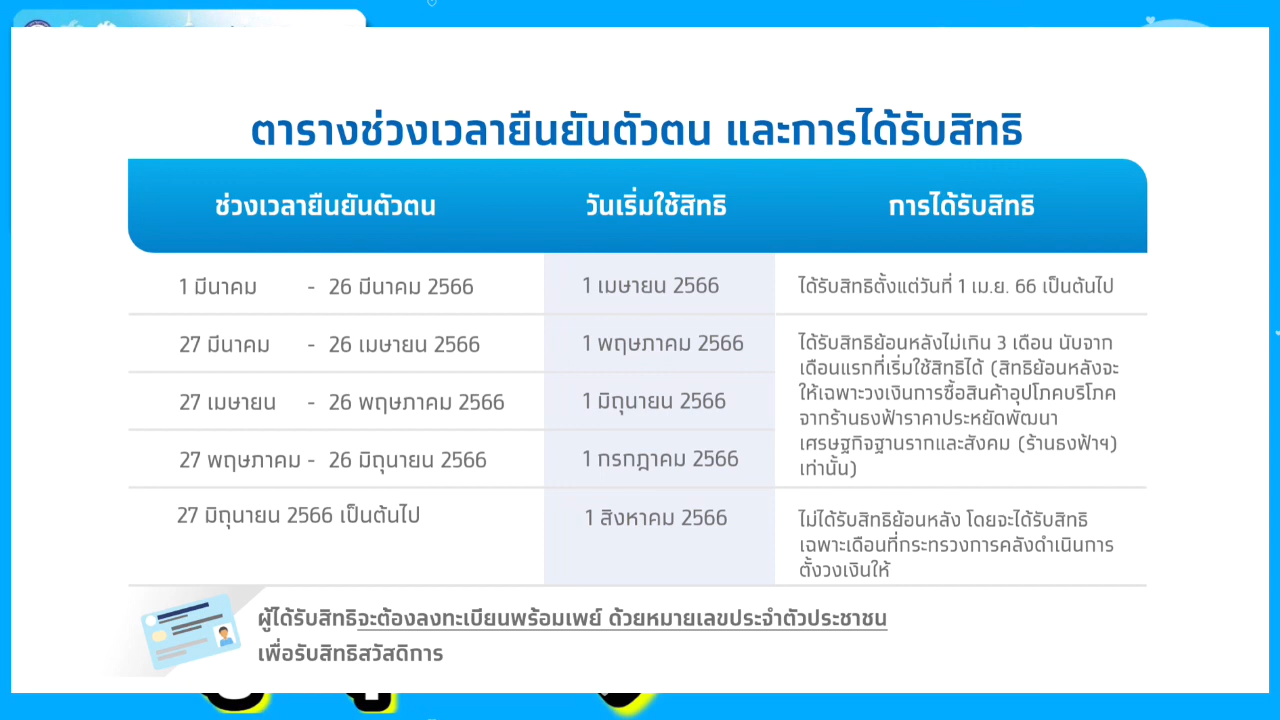 ตารางช่วงเวลายืนยันตัวตน และการได้รับสิทธิ
ช่วงเวลายืนยันตัวตน วันเริ่มใช้สิทธิ การได้รับสิทธิ
1 มีนาคม - 26 มีนาคม 2566 1 เมษายน 2566 ได้รับสิทธิตั้งแต่วันที่ 1 เม.ย. 66 เป็นต้นไป
27 มีนาคม - 26 เมษายน 2566 1 พฤษภาคม 2566
27 เมษายน - 26 พฤษภาคม 2566 1 มิถุนายน 2566
27 พฤษภาคม - 26 มิถุนายน 2566 1 กรกฎาคม 2566
ได้รับสิทธิย้อนหลังไม่เกิน 3 เดือน นับจาก
เดือนแรกที่เริ่มใช้สิทธิได้ (สิทธิย้อนหลังจะ
ให้เฉพาะวงเงินการซื้อสินค้าอุปโภคบริโภค
จากร้านธงฟ้าราคาประหยัดพัฒนา
เศรษฐกิจฐานรากและสังคม (ร้านธงฟ้าฯ)
เท่านั้น)
27 มิถุนายน 2566 เป็นต้นไป 1 สิงหาคม 2566
ไม่ได้รับสิทธิย้อนหลัง โดยจะได้รับสิทธิ
เฉพาะเดือนที่กระทรวงการคลังดำเนินการ
ตั้งวงเงินให้
ผู้ได้รับสิทธิจะต้องลงทะเบียนพร้อมเพย์ ด้วยหมายเลขประจำตัวประชาชน
เพื่อรับสิทธิสวัสดิการ